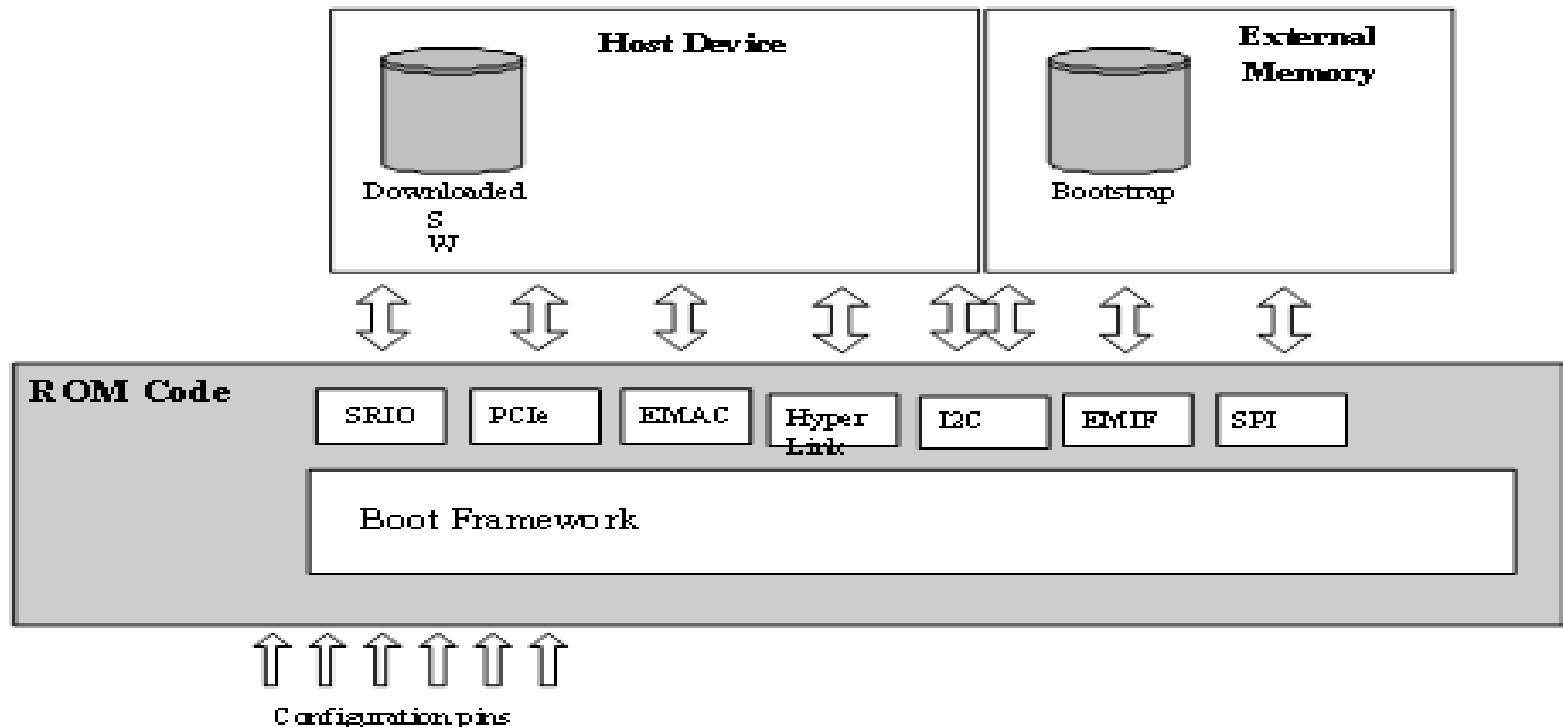 Host Device
External
Memory
Downloaded
S
W
Bootstrap
ROM Code
SRIO
PCIe
EMAC
Hyper
Link
I2C
EMIF
SPI
Boot Framework
Configuration pins